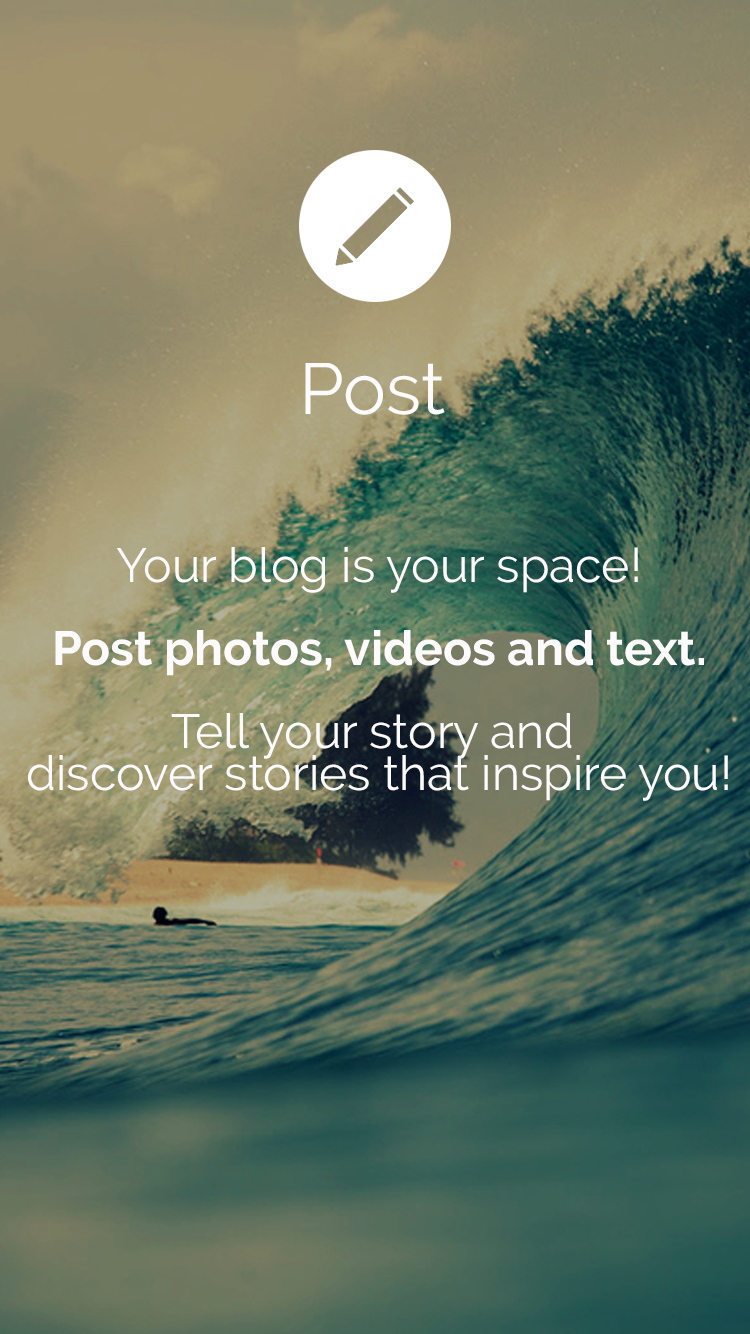 Post
Your blog is your space!
Post photos, videos and text.
Tell your story and
discover stories that inspire you!